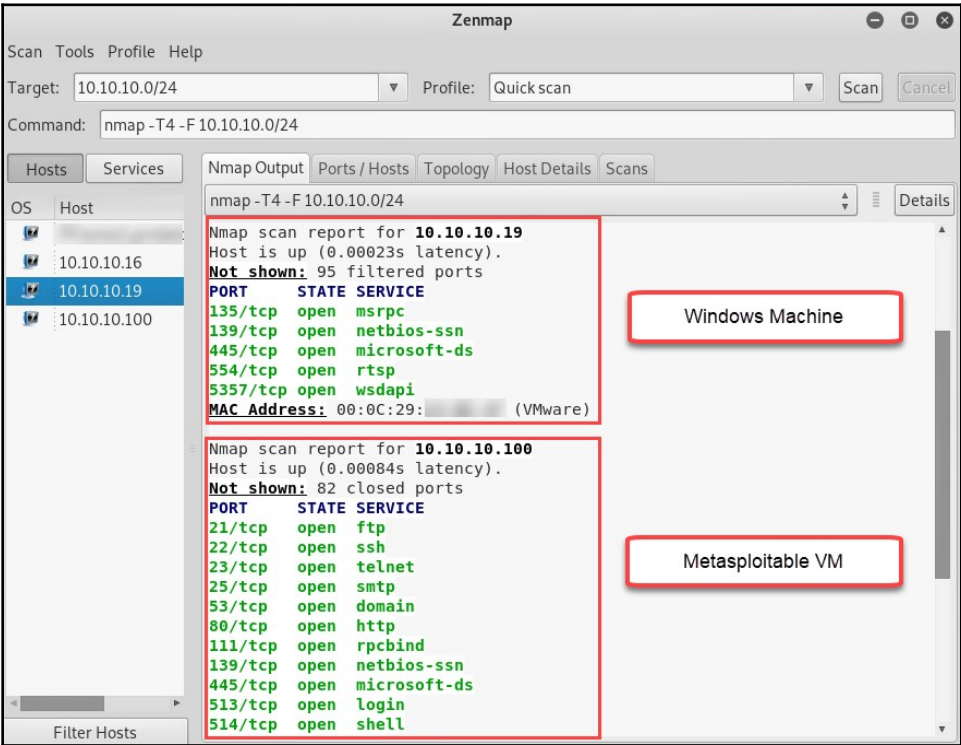 Zenmap
Scan Tools Profile Help
Target: 10.10.10.0/24 Profile: Quick scan Scan Cancel
Command: nmap -T4 -F 10.10.10.0/24
Hosts Services
OS Host
10.10.10.16
10.10.10.19
10.10.10.100
Filter Hosts
Nmap Output Ports / Hosts Topology Host Details Scans
nmap -T4 -F 10.10.10.0/24 Details
Nmap scan report for 10.10.10.19
Host is up (0.00023s latency).
Not shown: 95 filtered ports
PORT STATE SERVICE
135/tcp open msrpc
139/tcp open netbios-ssn
445/tcp open microsoft-ds
554/tcp open rtsp
5357/tcp open wsdapi
MAC Address: 00:0C:29: (VMware)
Windows Machine
Nmap scan report for 10.10.10.100
Host is up (0.00084s latency).
Not shown: 82 closed ports
PORT STATE SERVICE
21/tcp open ftp
22/tcp open ssh
23/tcp open telnet
25/tcp open smtp
53/tcp open domain
80/tcp open http
111/tcp open rpcbind
139/tcp open netbios-ssn
445/tcp open microsoft-ds
513/tcp open login
514/tcp open shell
Metasploitable VM